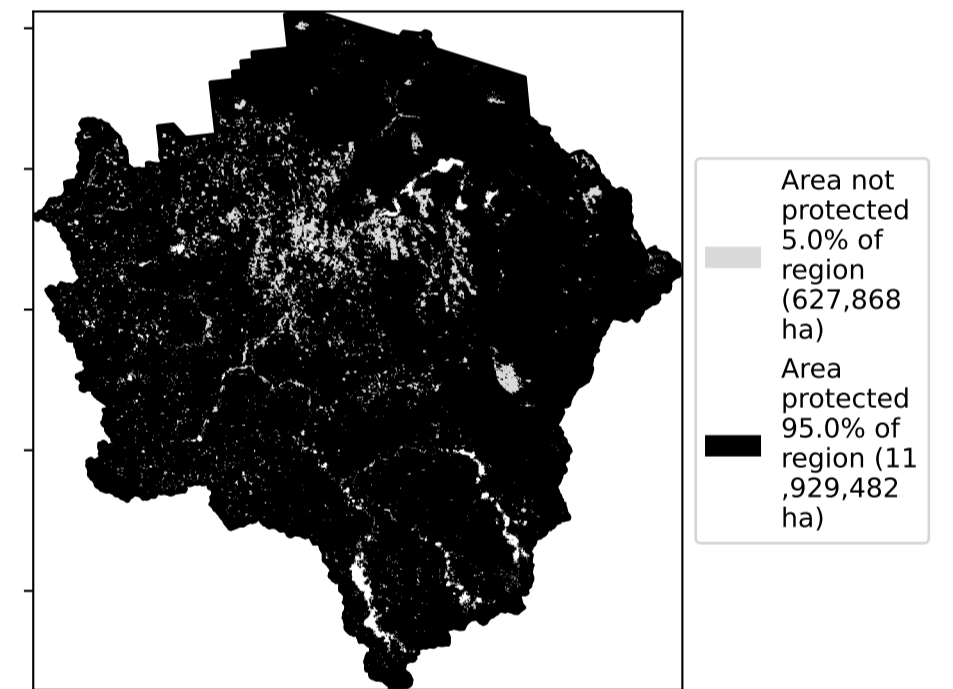 Area not
protected
5.0% of
region
(627,868
ha)
Area
protected
95.0% of
region (11
,929,482
ha)